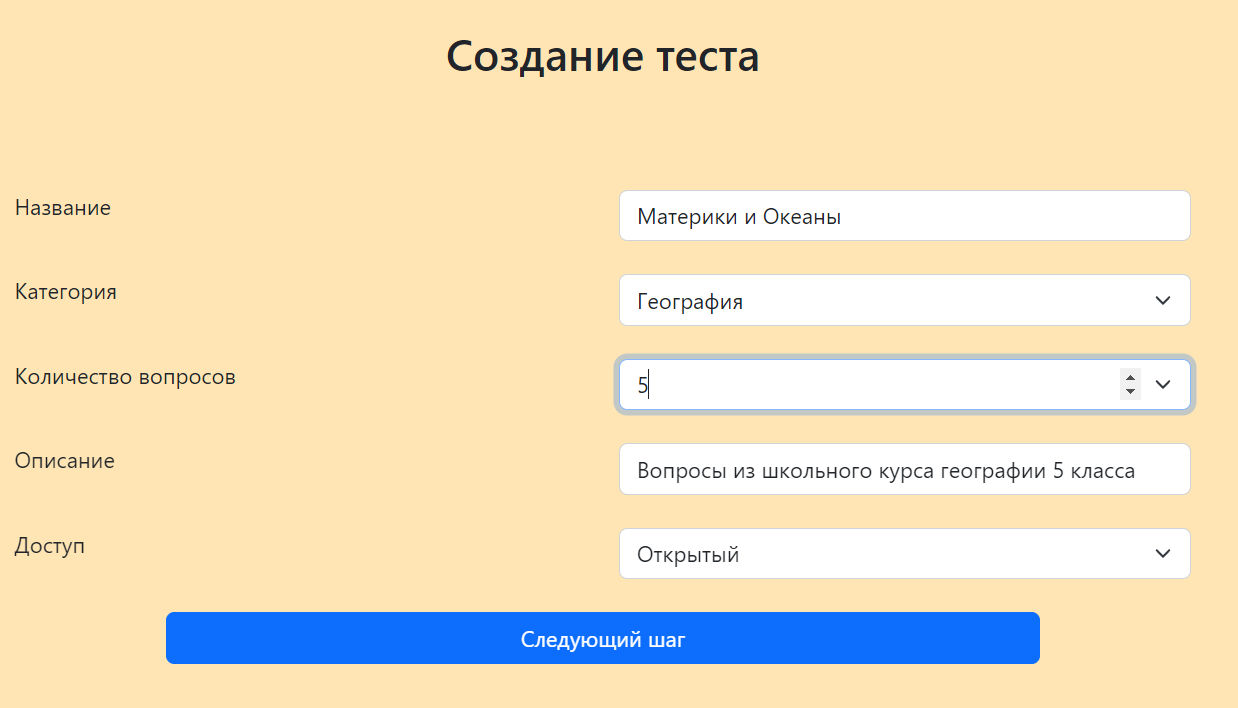 Создание теста
Название
Материки и Океаны
Категория
География
Количество вопросов
5
Описание
Вопросы из школьного курса географии 5 класса
Доступ
Открытый
Следующий шаг